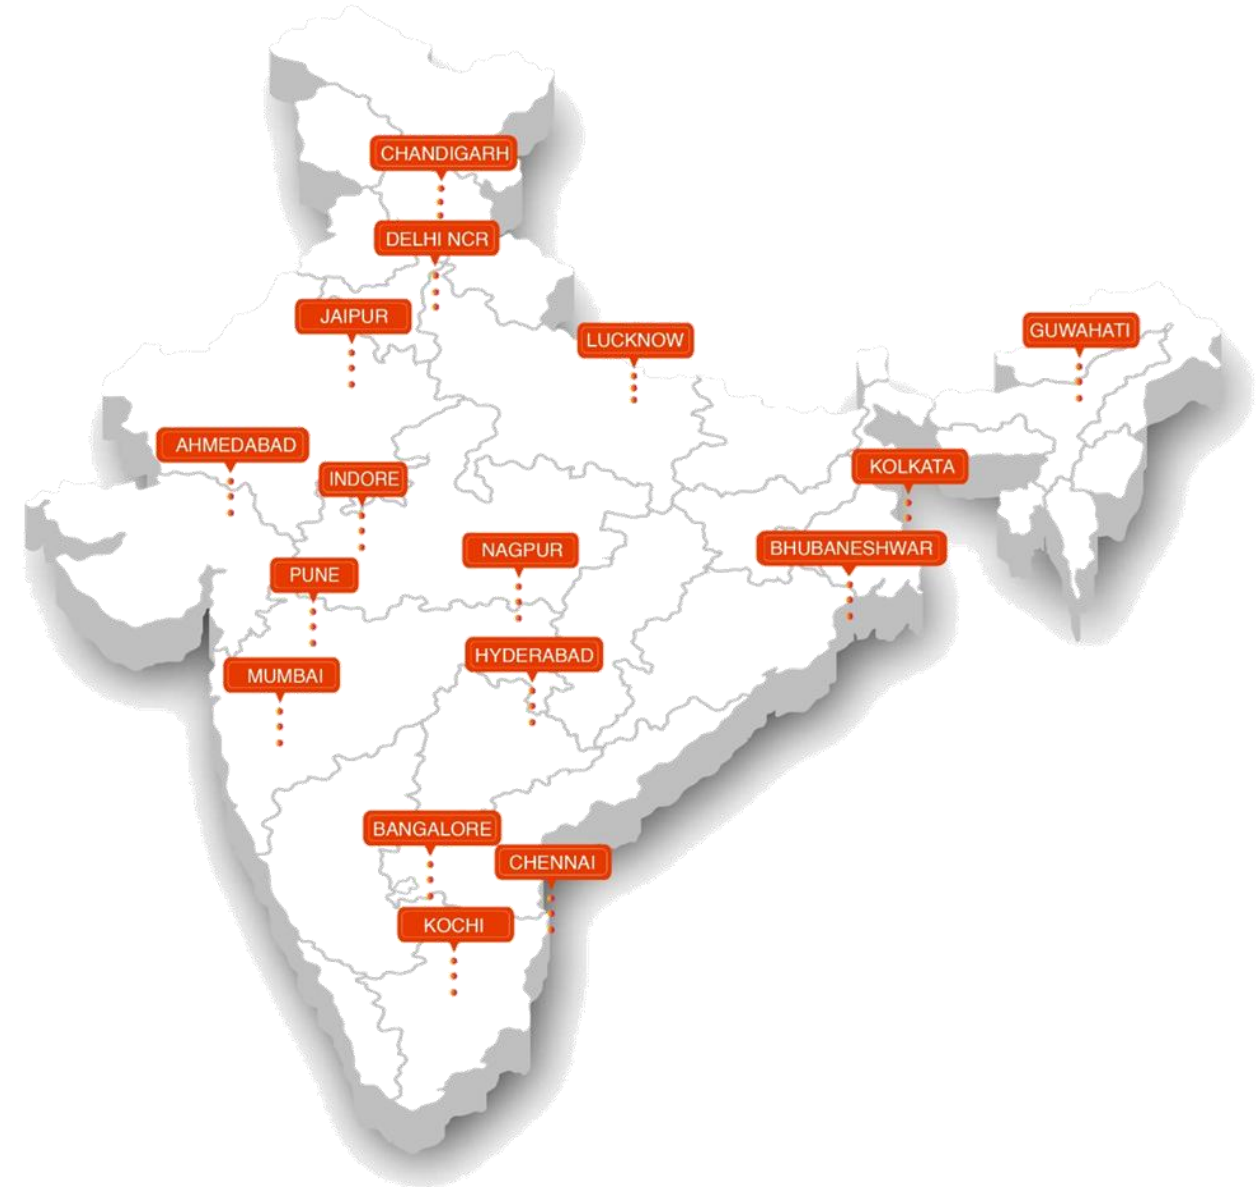 CHANDIGARH
DELHI NCR
JAIPUR
LUCKNOW
GUWAHATI
AHMEDABAD
INDORE
KOLKATA
NAGPUR
BHUBANESHWAR
PUNE
HYDERABAD
MUMBAI
BANGALORE
CHENNAI
KOCHI